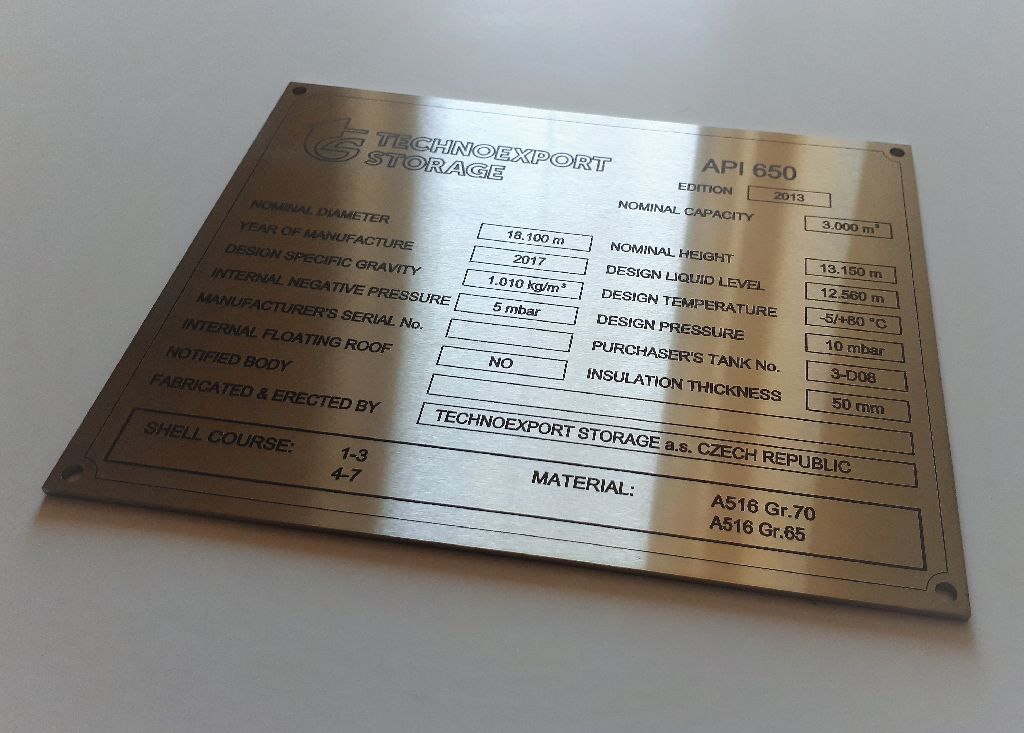 TECHNOEXPORT
STORAGE
API 650
EDITION 2013
NOMINAL CAPACITY 3.000 m³
NOMINAL DIAMETER 18.100 m NOMINAL HEIGHT 13.150 m
YEAR OF MANUFACTURE 2017 DESIGN LIQUID LEVEL 12.560 m
DESIGN SPECIFIC GRAVITY 1.010 kg/m³ DESIGN TEMPERATURE -5/+80 °C
INTERNAL NEGATIVE PRESSURE 5 mbar DESIGN PRESSURE 10 mbar
MANUFACTURER'S SERIAL No. PURCHASER'S TANK No. 3-D08
INTERNAL FLOATING ROOF NO INSULATION THICKNESS 50 mm
NOTIFIED BODY
FABRICATED & ERECTED BY TECHNOEXPORT STORAGE a.s. CZECH REPUBLIC
SHELL COURSE: 1-3 MATERIAL: A516 Gr.70
4-7 A516 Gr.65